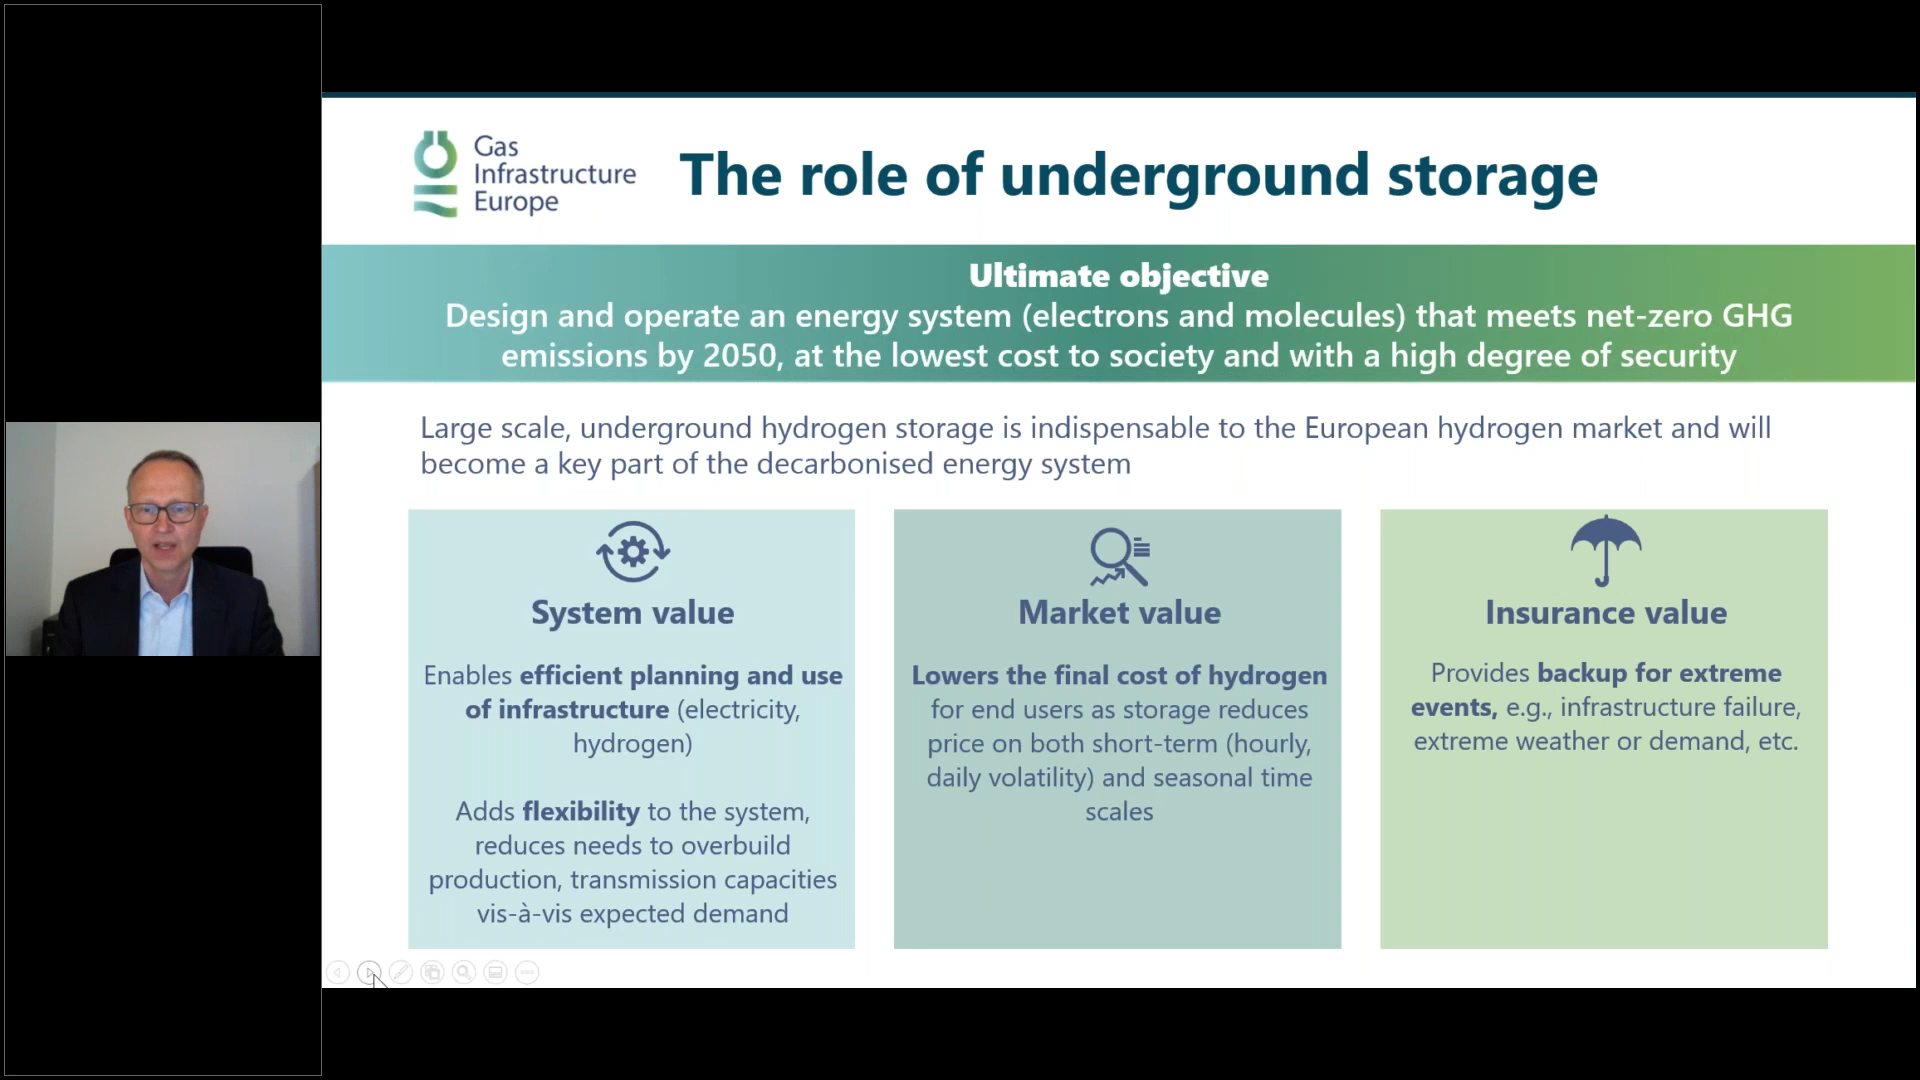 Gas
Infrastructure
Europe
The role of underground storage
Ultimate objective
Design and operate an energy system (electrons and molecules) that meets net-zero GHG
emissions by 2050, at the lowest cost to society and with a high degree of security
Large scale, underground hydrogen storage is indispensable to the European hydrogen market and will
become a key part of the decarbonised energy system
System value
Enables efficient planning and use
of infrastructure (electricity,
hydrogen)
Adds flexibility to the system,
reduces needs to overbuild
production, transmission capacities
vis-à-vis expected demand
Market value
Lowers the final cost of hydrogen
for end users as storage reduces
price on both short-term (hourly,
daily volatility) and seasonal time
scales
Insurance value
Provides backup for extreme
events, e.g., infrastructure failure,
extreme weather or demand, etc.